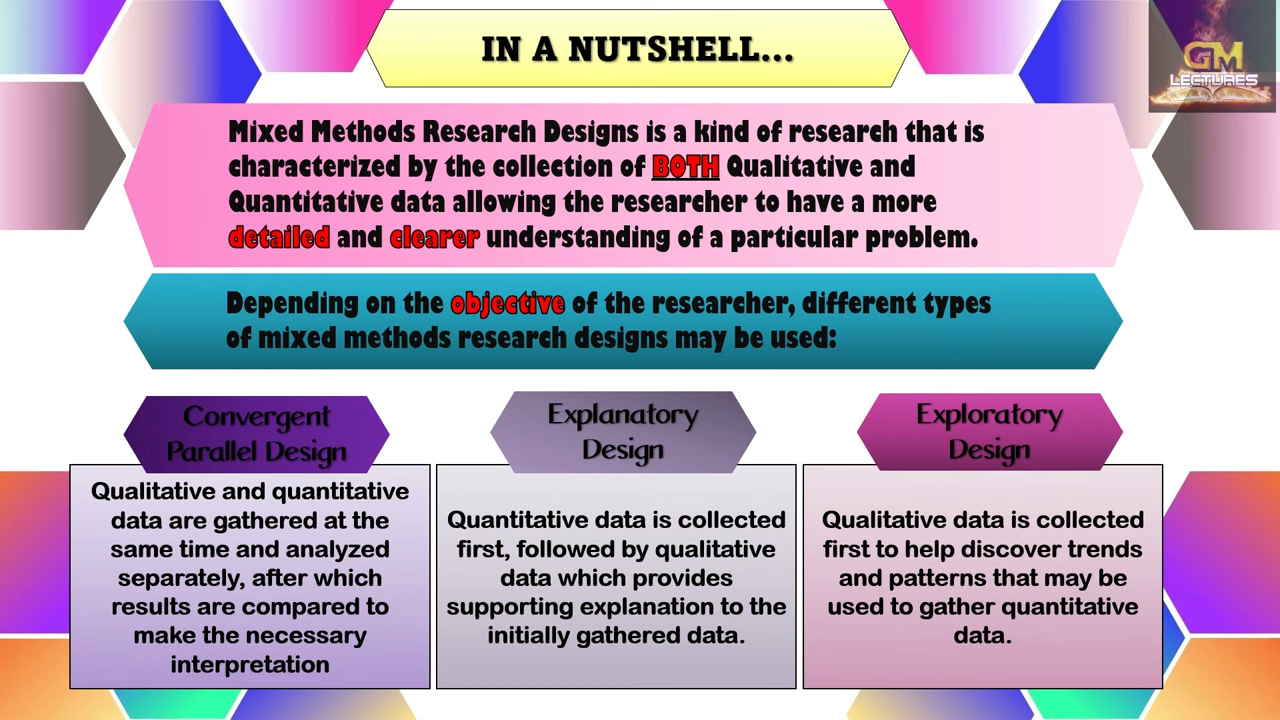 IN A NUTSHELL...
GM
LECTURES
Mixed Methods Research Designs is a kind of research that is
characterized by the collection of BOTH Qualitative and
Quantitative data allowing the researcher to have a more
detailed and clearer understanding of a particular problem.
Depending on the objective of the researcher, different types
of mixed methods research designs may be used:
Convergent
Parallel Design
Qualitative and quantitative
data are gathered at the
same time and analyzed
separately, after which
results are compared to
make the necessary
interpretation
Explanatory
Design
Quantitative data is collected
first, followed by qualitative
data which provides
supporting explanation to the
initially gathered data.
Exploratory
Design
Qualitative data is collected
first to help discover trends
and patterns that may be
used to gather quantitative
data.